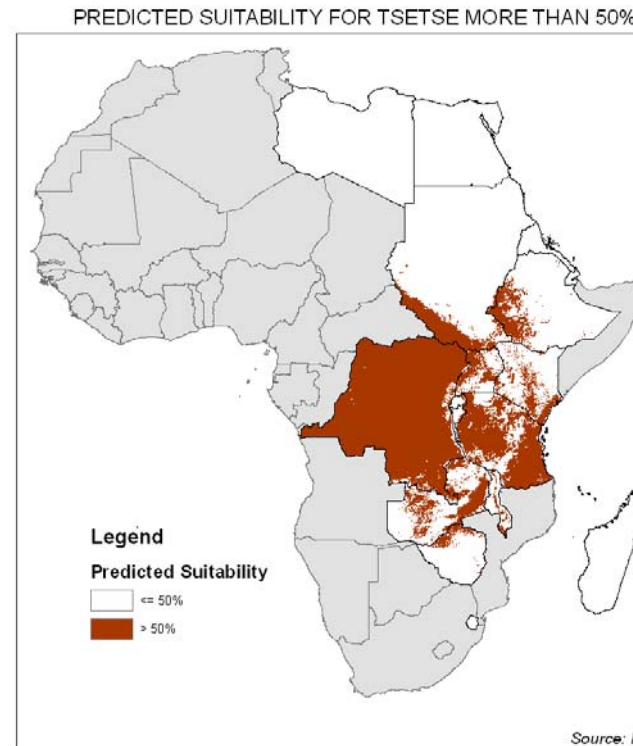 PREDICTED SUITABILITY FOR TSETSE MORE THAN 50%
Legend
Predicted Suitability
<= 50%
> 50%
Source: